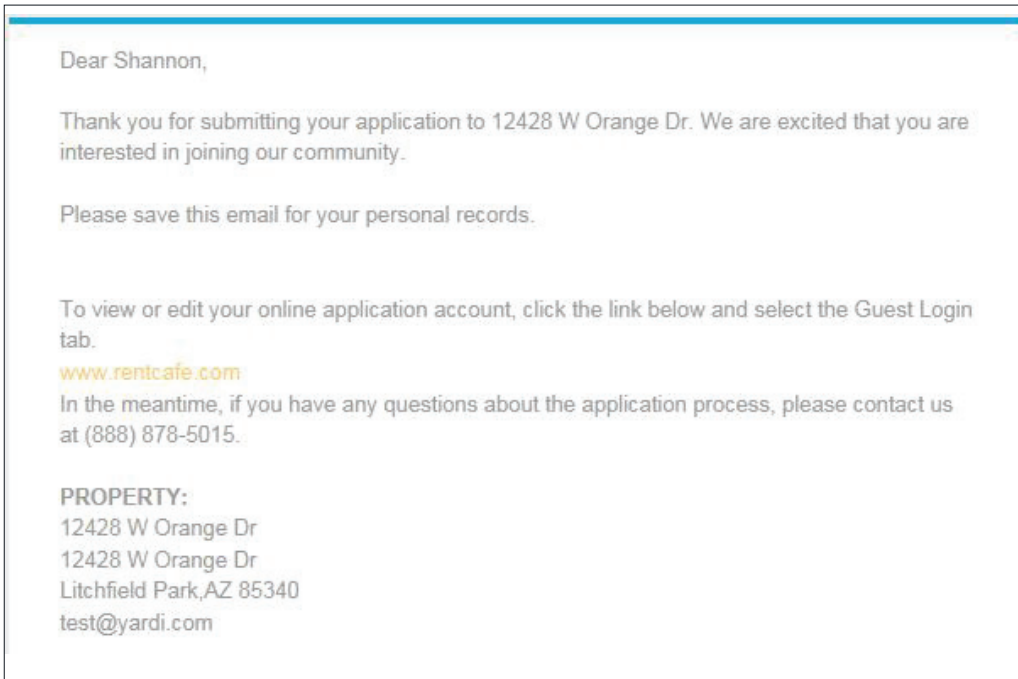 Dear Shannon,
Thank you for submitting your application to 12428 W Orange Dr. We are excited that you are
interested in joining our community.
Please save this email for your personal records.
To view or edit your online application account, click the link below and select the Guest Login
tab.
www.rentcafe.com
In the meantime, if you have any questions about the application process, please contact us
at (888) 878-5015.
PROPERTY:
12428 W Orange Dr
12428 W Orange Dr
Litchfield Park,AZ 85340
test@yardi.com